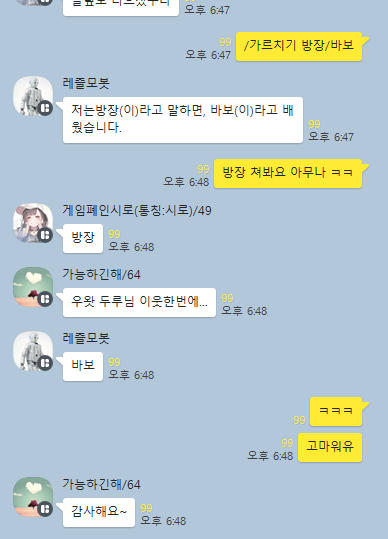 오후 6:47
/가르치기 방장/바보
99
오후 6:47
레즐모봇
저는방장(이)라고 말하면, 바보(이)라고 배
웠습니다.
99
오후 6:47
방장 쳐봐요 아무나 ㅋㅋ
99
오후 6:48
게임폐인시로(통칭:시로)/49
방장
99
오후 6:48
가능하긴해/64
우왓 두루님 이웃한번에...
99
오후 6:48
레즐모봇
바보
99
오후 6:48
ㅋㅋㅋ
99
고마워유
99
오후 6:48
가능하긴해/64
감사해요~
99
오후 6:48